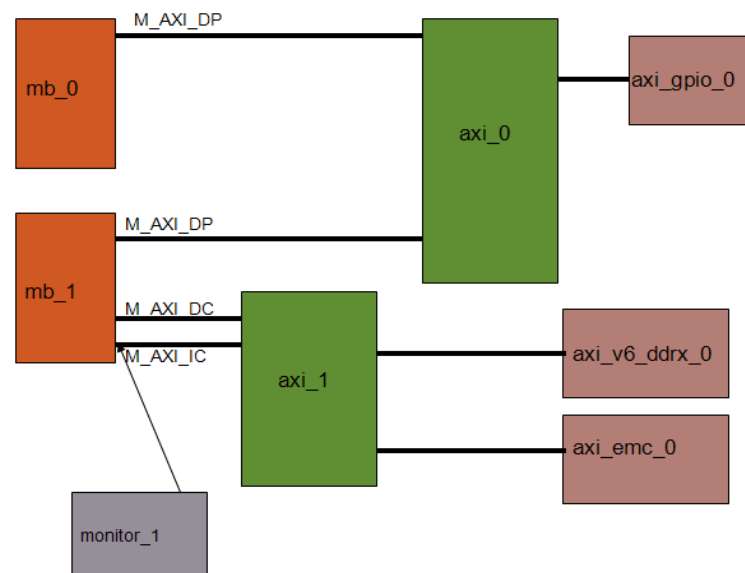 M_AXI_DP
mb_0
axi_gpio_0
axi_0
M_AXI_DP
mb_1
M_AXI_DC
M_AXI_IC
axi_v6_ddrx_0
axi_1
axi_emc_0
monitor_1